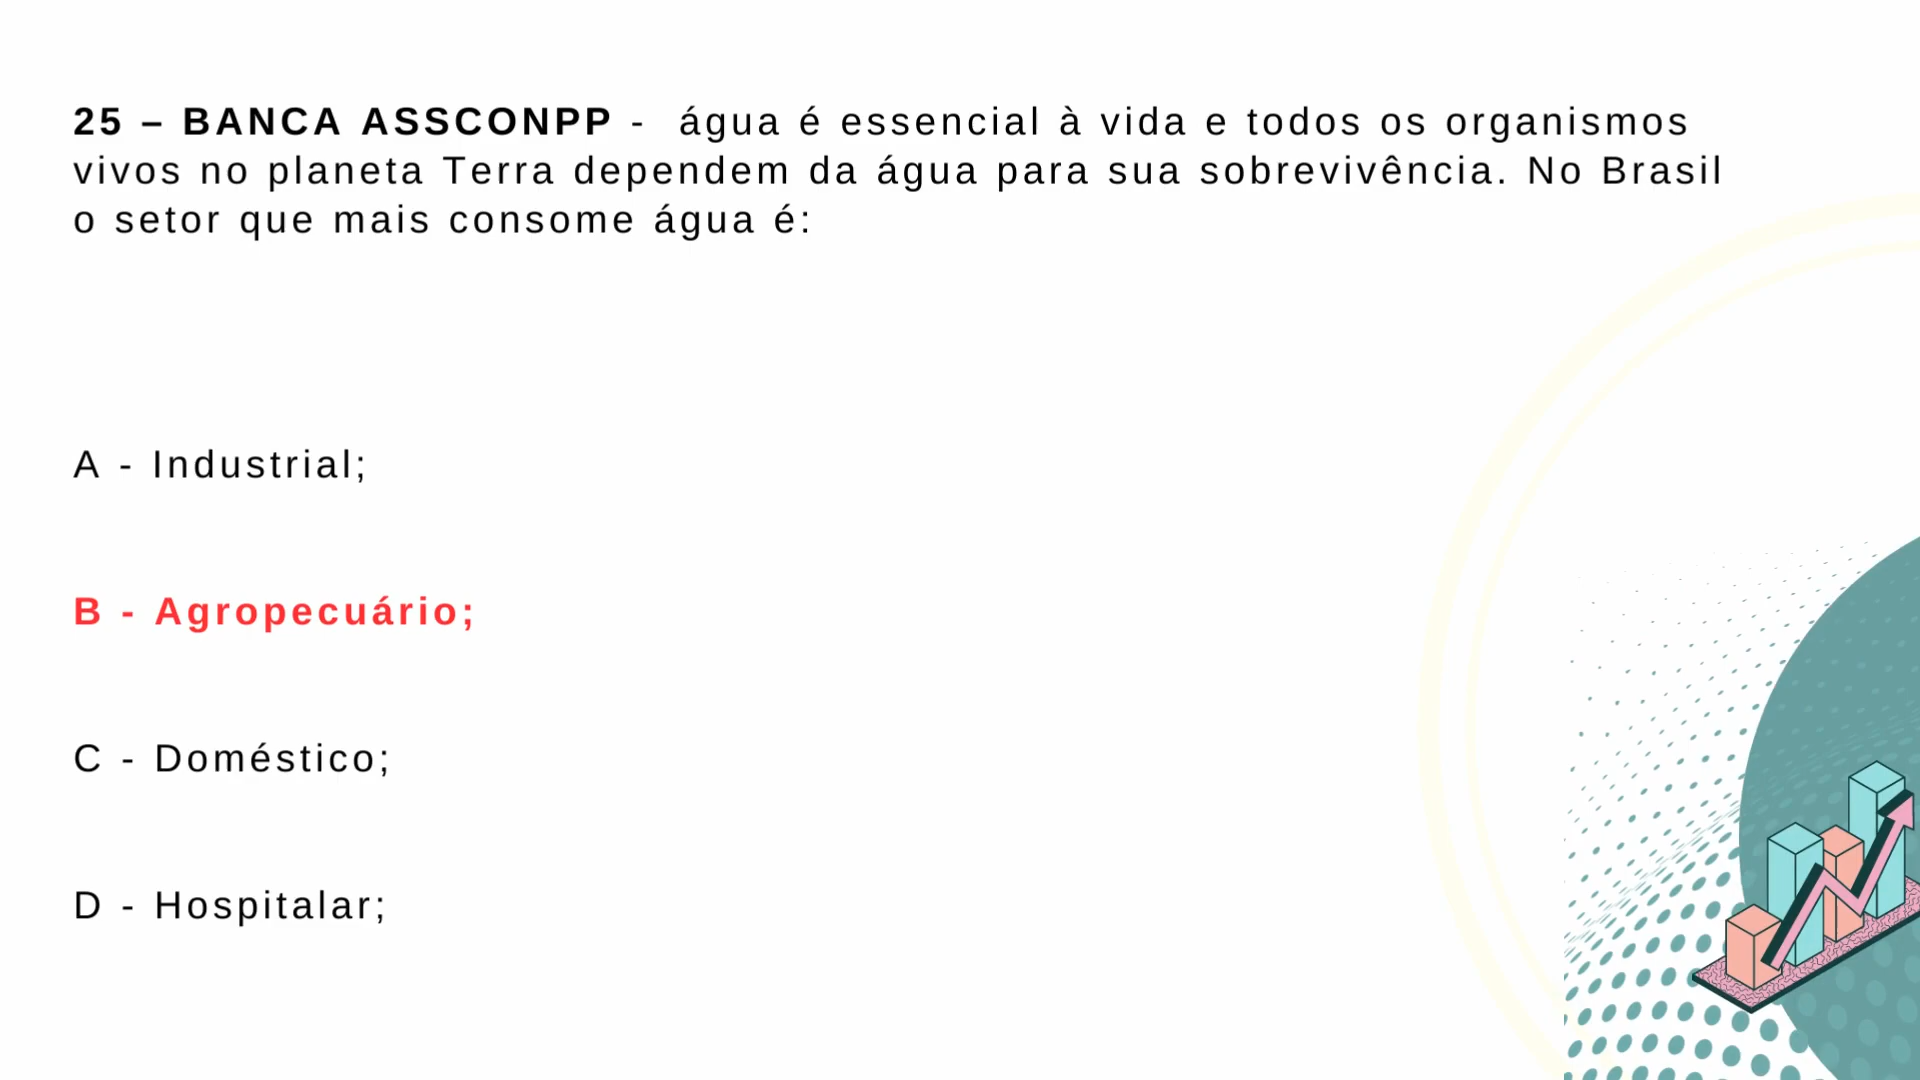 25 – BANCA ASSCONPP - água é essencial à vida e todos os organismos
vivos no planeta Terra dependem da água para sua sobrevivência. No Brasil
o setor que mais consome água é:
A - Industrial;
B - Agropecuário;
C - Doméstico;
D - Hospitalar;